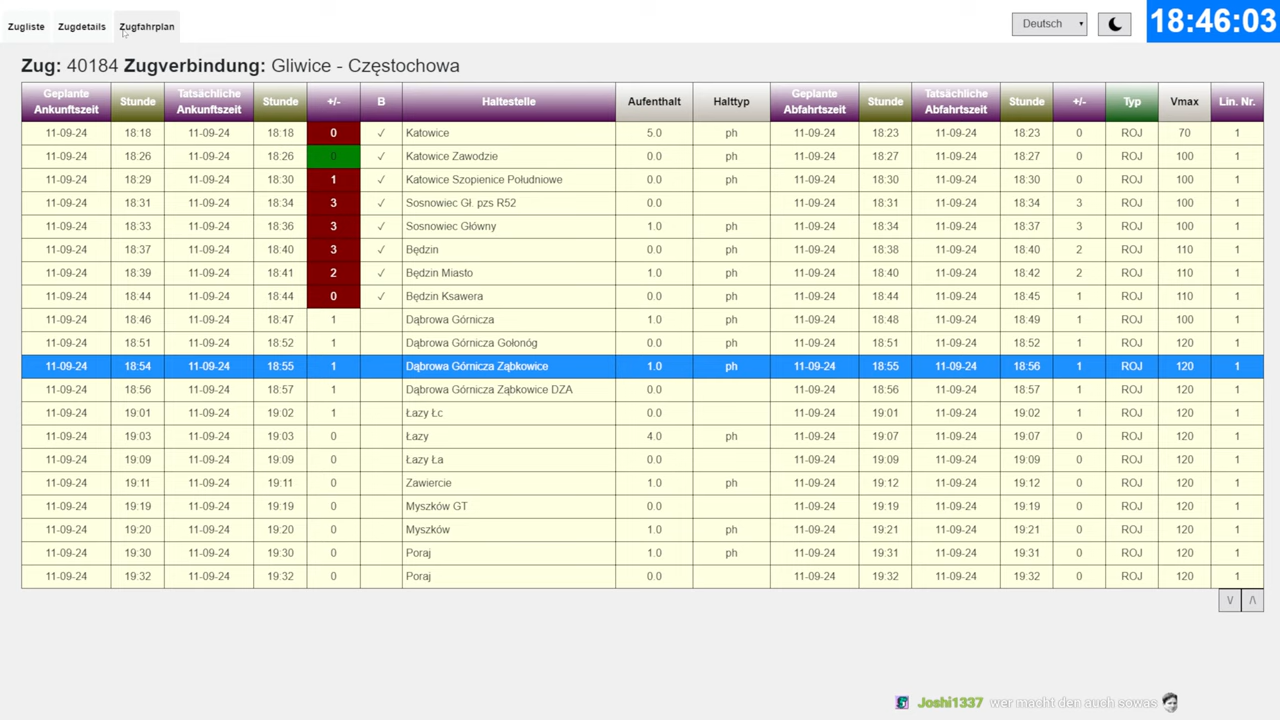 Zugliste Zugdetails Zugfahrplan Deutsch 18:46:03
Zug: 40184 Zugverbindung: Gliwice - Częstochowa
Geplante Ankunftszeit Stunde Tatsächliche Ankunftszeit Stunde +/- B Haltestelle Aufenthalt Halttyp Geplante Abfahrtszeit Stunde Tatsächliche Abfahrtszeit Stunde +/- Typ Vmax Lin. Nr.
11-09-24 18:18 11-09-24 18:18 0 ✓ Katowice 5.0 ph 11-09-24 18:23 11-09-24 18:23 0 ROJ 70 1
11-09-24 18:26 11-09-24 18:26 0 ✓ Katowice Zawodzie 0.0 ph 11-09-24 18:27 11-09-24 18:27 0 ROJ 100 1
11-09-24 18:29 11-09-24 18:30 1 ✓ Katowice Szopienice Południowe 0.0 ph 11-09-24 18:30 11-09-24 18:30 0 ROJ 100 1
11-09-24 18:31 11-09-24 18:34 3 ✓ Sosnowiec Gł. pzs R52 0.0 11-09-24 18:31 11-09-24 18:34 3 ROJ 100 1
11-09-24 18:33 11-09-24 18:36 3 ✓ Sosnowiec Główny 1.0 ph 11-09-24 18:34 11-09-24 18:37 3 ROJ 100 1
11-09-24 18:37 11-09-24 18:40 3 ✓ Będzin 0.0 ph 11-09-24 18:38 11-09-24 18:40 2 ROJ 110 1
11-09-24 18:39 11-09-24 18:41 2 ✓ Będzin Miasto 1.0 ph 11-09-24 18:40 11-09-24 18:42 2 ROJ 110 1
11-09-24 18:44 11-09-24 18:44 0 ✓ Będzin Ksawera 0.0 ph 11-09-24 18:44 11-09-24 18:45 1 ROJ 110 1
11-09-24 18:46 11-09-24 18:47 1 Dąbrowa Górnicza 1.0 ph 11-09-24 18:48 11-09-24 18:49 1 ROJ 100 1
11-09-24 18:51 11-09-24 18:52 1 Dąbrowa Górnicza Gołonóg 0.0 ph 11-09-24 18:51 11-09-24 18:52 1 ROJ 120 1
11-09-24 18:54 11-09-24 18:55 1 Dąbrowa Górnicza Ząbkowice 1.0 ph 11-09-24 18:55 11-09-24 18:56 1 ROJ 120 1
11-09-24 18:56 11-09-24 18:57 1 Dąbrowa Górnicza Ząbkowice DZA 0.0 11-09-24 18:56 11-09-24 18:57 1 ROJ 120 1
11-09-24 19:01 11-09-24 19:02 1 Łazy Łc 0.0 11-09-24 19:01 11-09-24 19:02 1 ROJ 120 1
11-09-24 19:03 11-09-24 19:03 0 Łazy 4.0 ph 11-09-24 19:07 11-09-24 19:07 0 ROJ 120 1
11-09-24 19:09 11-09-24 19:09 0 Łazy Ła 0.0 11-09-24 19:09 11-09-24 19:09 0 ROJ 120 1
11-09-24 19:11 11-09-24 19:11 0 Zawiercie 1.0 ph 11-09-24 19:12 11-09-24 19:12 0 ROJ 120 1
11-09-24 19:19 11-09-24 19:19 0 Myszków GT 0.0 11-09-24 19:19 11-09-24 19:19 0 ROJ 120 1
11-09-24 19:20 11-09-24 19:20 0 Myszków 1.0 ph 11-09-24 19:21 11-09-24 19:21 0 ROJ 120 1
11-09-24 19:30 11-09-24 19:30 0 Poraj 1.0 ph 11-09-24 19:31 11-09-24 19:31 0 ROJ 120 1
11-09-24 19:32 11-09-24 19:32 0 Poraj 0.0 11-09-24 19:32 11-09-24 19:32 0 ROJ 120 1
Joshi1337 wer macht den auch sowas